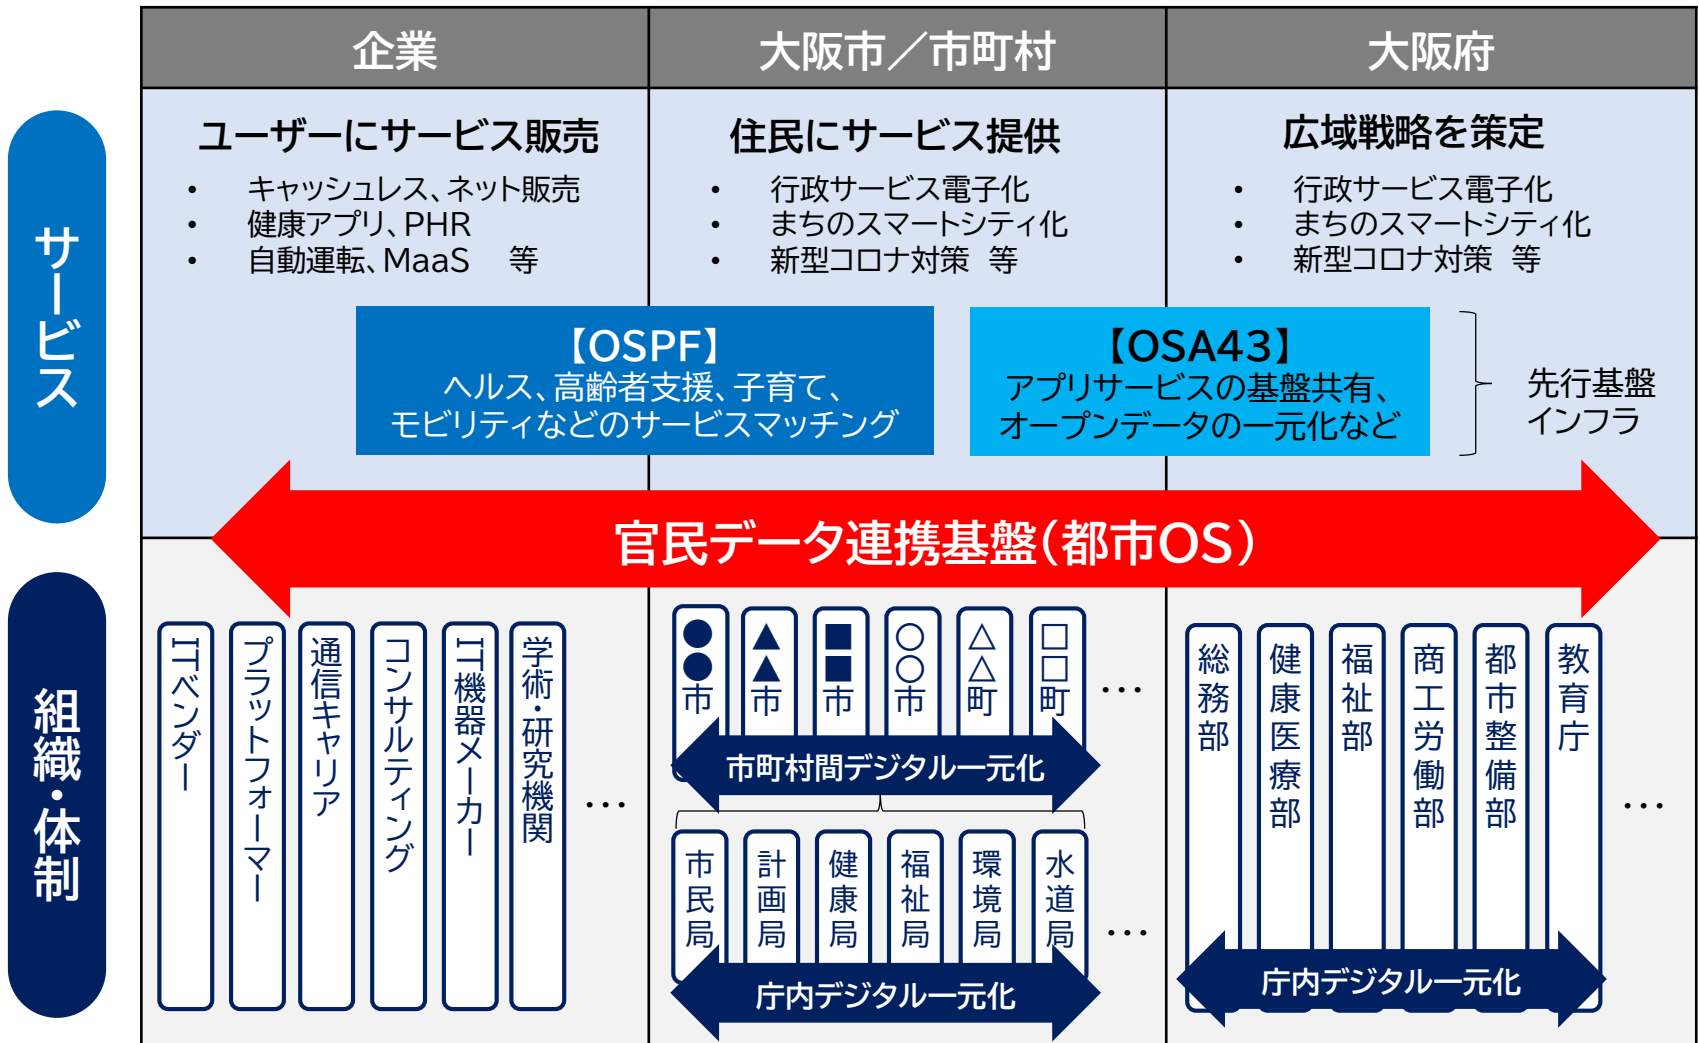 企業
大阪市／市町村
大阪府
サービス
ユーザーにサービス販売
• キャッシュレス、ネット販売
• 健康アプリ、PHR
• 自動運転、MaaS 等
住民にサービス提供
• 行政サービス電子化
• まちのスマートシティ化
• 新型コロナ対策 等
広域戦略を策定
• 行政サービス電子化
• まちのスマートシティ化
• 新型コロナ対策 等
【OSPF】
ヘルス、高齢者支援、子育て、
モビリティなどのサービスマッチング
【OSA43】
アプリサービスの基盤共有、
オープンデータの一元化など
先行基盤
インフラ
官民データ連携基盤（都市OS）
組織・体制
ITベンダー
プラットフォーマー
通信キャリア
コンサルティング
IT機器メーカー
学術・研究機関
…
●●市
▲▲市
■■市
○○市
△△町
□□町
…
市町村間デジタル一元化
市民局
計画局
健康局
福祉局
環境局
水道局
…
庁内デジタル一元化
総務部
健康医療部
福祉部
商工労働部
都市整備部
教育庁
…
庁内デジタル一元化